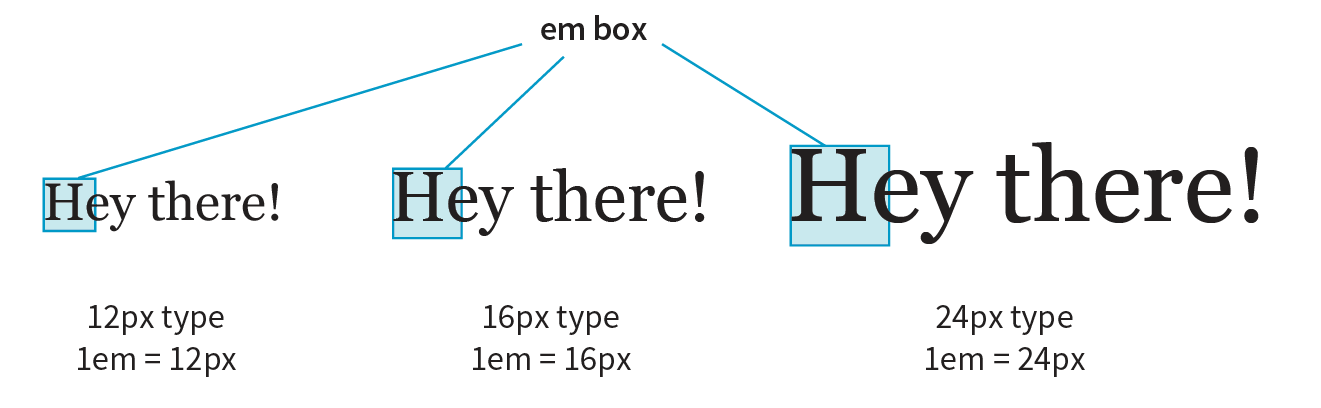 em box
Hey there!
Hey there!
Hey there!
12px type
1em = 12px
16px type
1em = 16px
24px type
1em = 24px